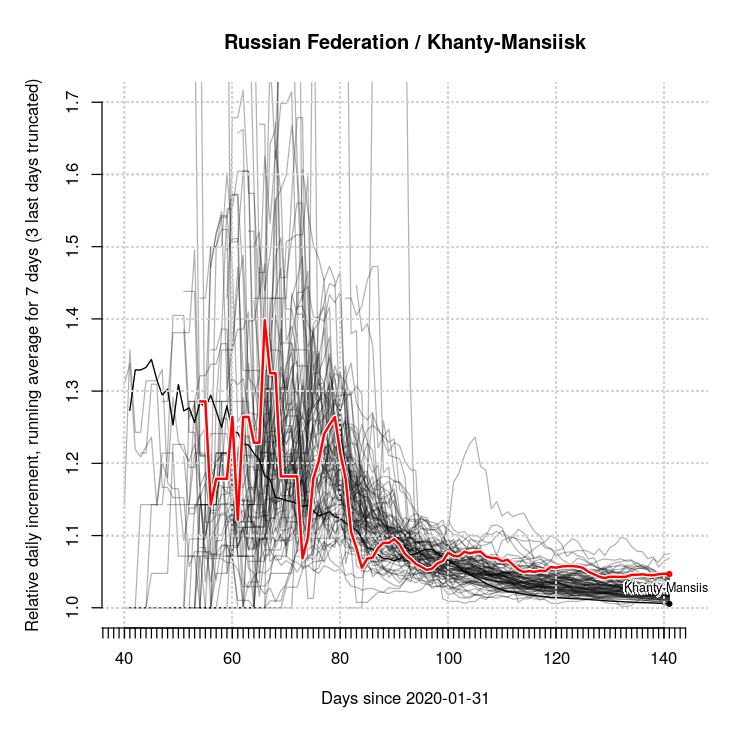 Russian Federation / Khanty-Mansiisk
Relative daily increment, running average for 7 days (3 last days truncated)
1.7
1.6
1.5
1.4
1.3
1.2
1.1
1.0
Khanty-Mansiis
40 60 80 100 120 140
Days since 2020-01-31